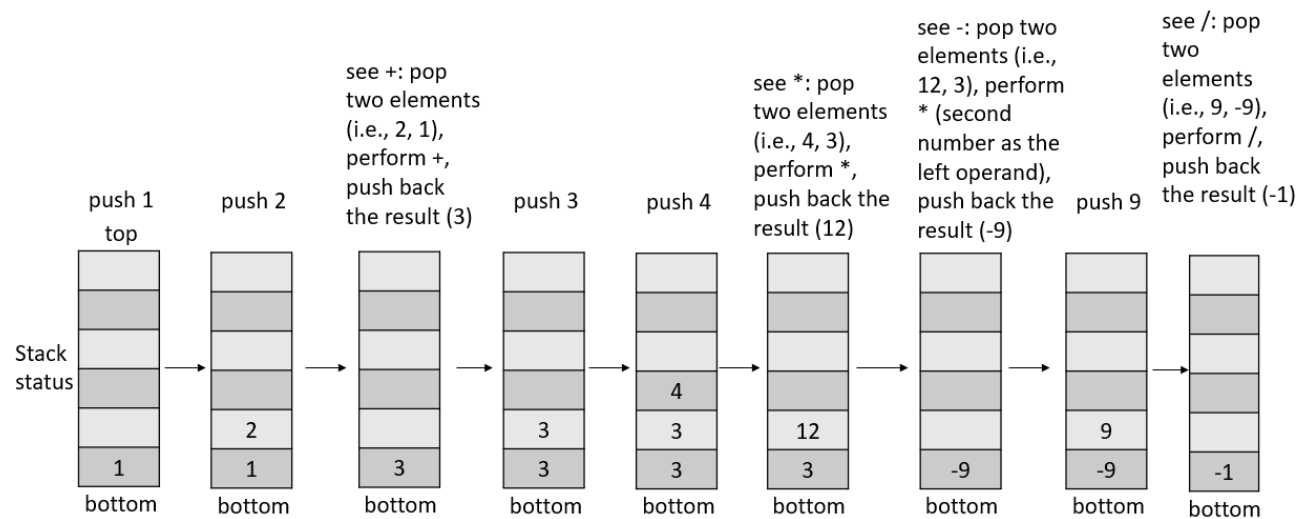 push 1
top
push 2
see +: pop
two elements
(i.e., 2, 1),
perform +,
push back
the result (3)
push 3
push 4
see *: pop
two elements
(i.e., 4, 3),
perform *,
push back the
result (12)
see -: pop two
elements (i.e.,
12, 3), perform
* (second
number as the
left operand),
push back the
result (-9)
push 9
see /: pop
two
elements
(i.e., 9, -9),
perform /,
push back
the result (-1)
Stack
status
1
bottom
2
1
bottom
3
bottom
3
3
bottom
4
3
3
bottom
12
3
bottom
-9
bottom
9
-9
bottom
-1
bottom